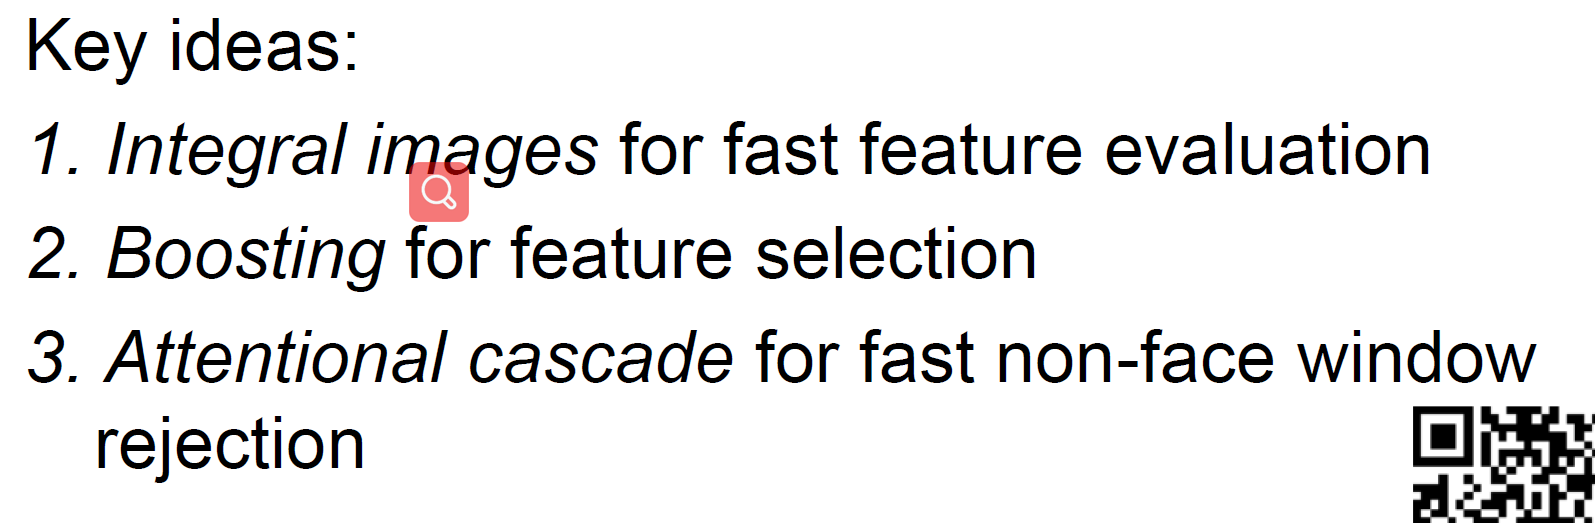 Key ideas:
1. Integral images for fast feature evaluation
2. Boosting for feature selection
3. Attentional cascade for fast non-face window
rejection